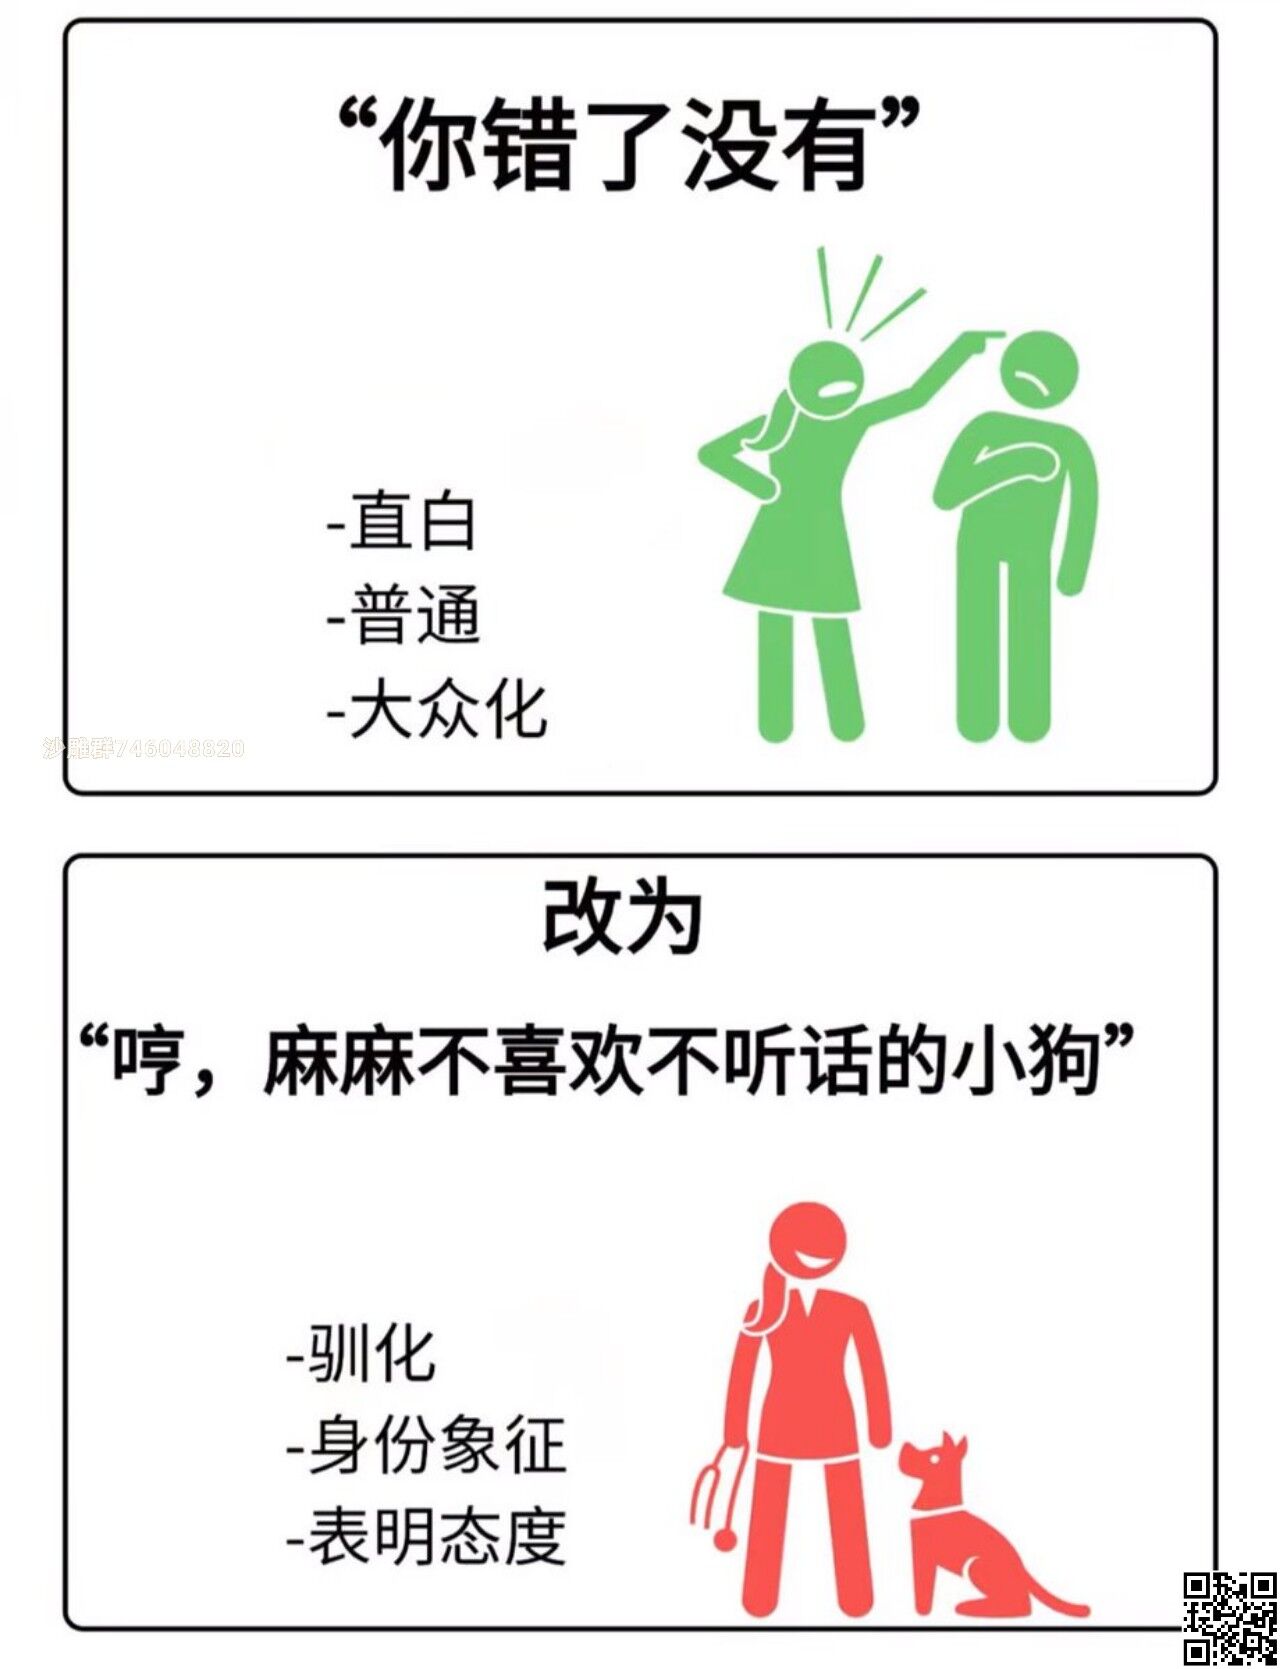 “你错了没有”
-直白
-普通
-大众化
沙雕群746048820
改为
“哼，麻麻不喜欢不听话的小狗”
-驯化
-身份象征
-表明态度